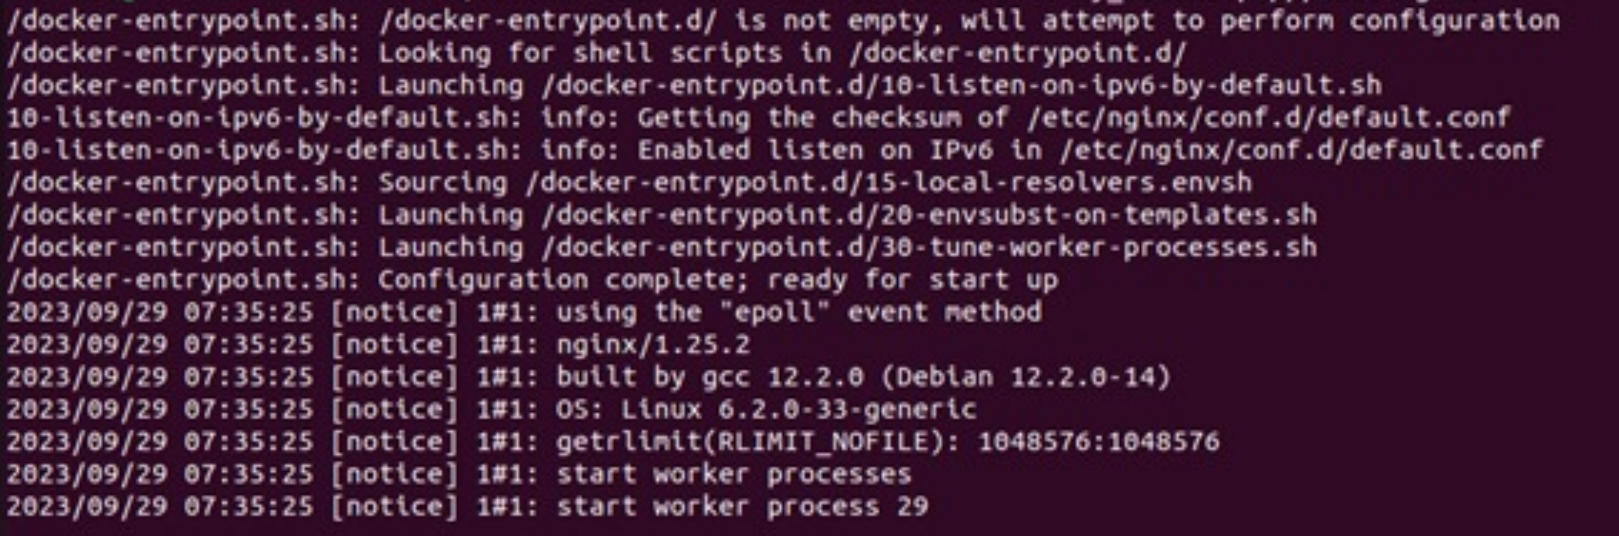 /docker-entrypoint.sh: /docker-entrypoint.d/ is not empty, will attempt to perform configuration
/docker-entrypoint.sh: Looking for shell scripts in /docker-entrypoint.d/
/docker-entrypoint.sh: Launching /docker-entrypoint.d/10-listen-on-ipv6-by-default.sh
10-listen-on-ipv6-by-default.sh: info: Getting the checksum of /etc/nginx/conf.d/default.conf
10-listen-on-ipv6-by-default.sh: info: Enabled listen on IPv6 in /etc/nginx/conf.d/default.conf
/docker-entrypoint.sh: Sourcing /docker-entrypoint.d/15-local-resolvers.envsh
/docker-entrypoint.sh: Launching /docker-entrypoint.d/20-envsubst-on-templates.sh
/docker-entrypoint.sh: Launching /docker-entrypoint.d/30-tune-worker-processes.sh
/docker-entrypoint.sh: Configuration complete; ready for start up
2023/09/29 07:35:25 [notice] 1#1: using the "epoll" event method
2023/09/29 07:35:25 [notice] 1#1: nginx/1.25.2
2023/09/29 07:35:25 [notice] 1#1: built by gcc 12.2.0 (Debian 12.2.0-14)
2023/09/29 07:35:25 [notice] 1#1: OS: Linux 6.2.0-33-generic
2023/09/29 07:35:25 [notice] 1#1: getrlimit(RLIMIT_NOFILE): 1048576:1048576
2023/09/29 07:35:25 [notice] 1#1: start worker processes
2023/09/29 07:35:25 [notice] 1#1: start worker process 29